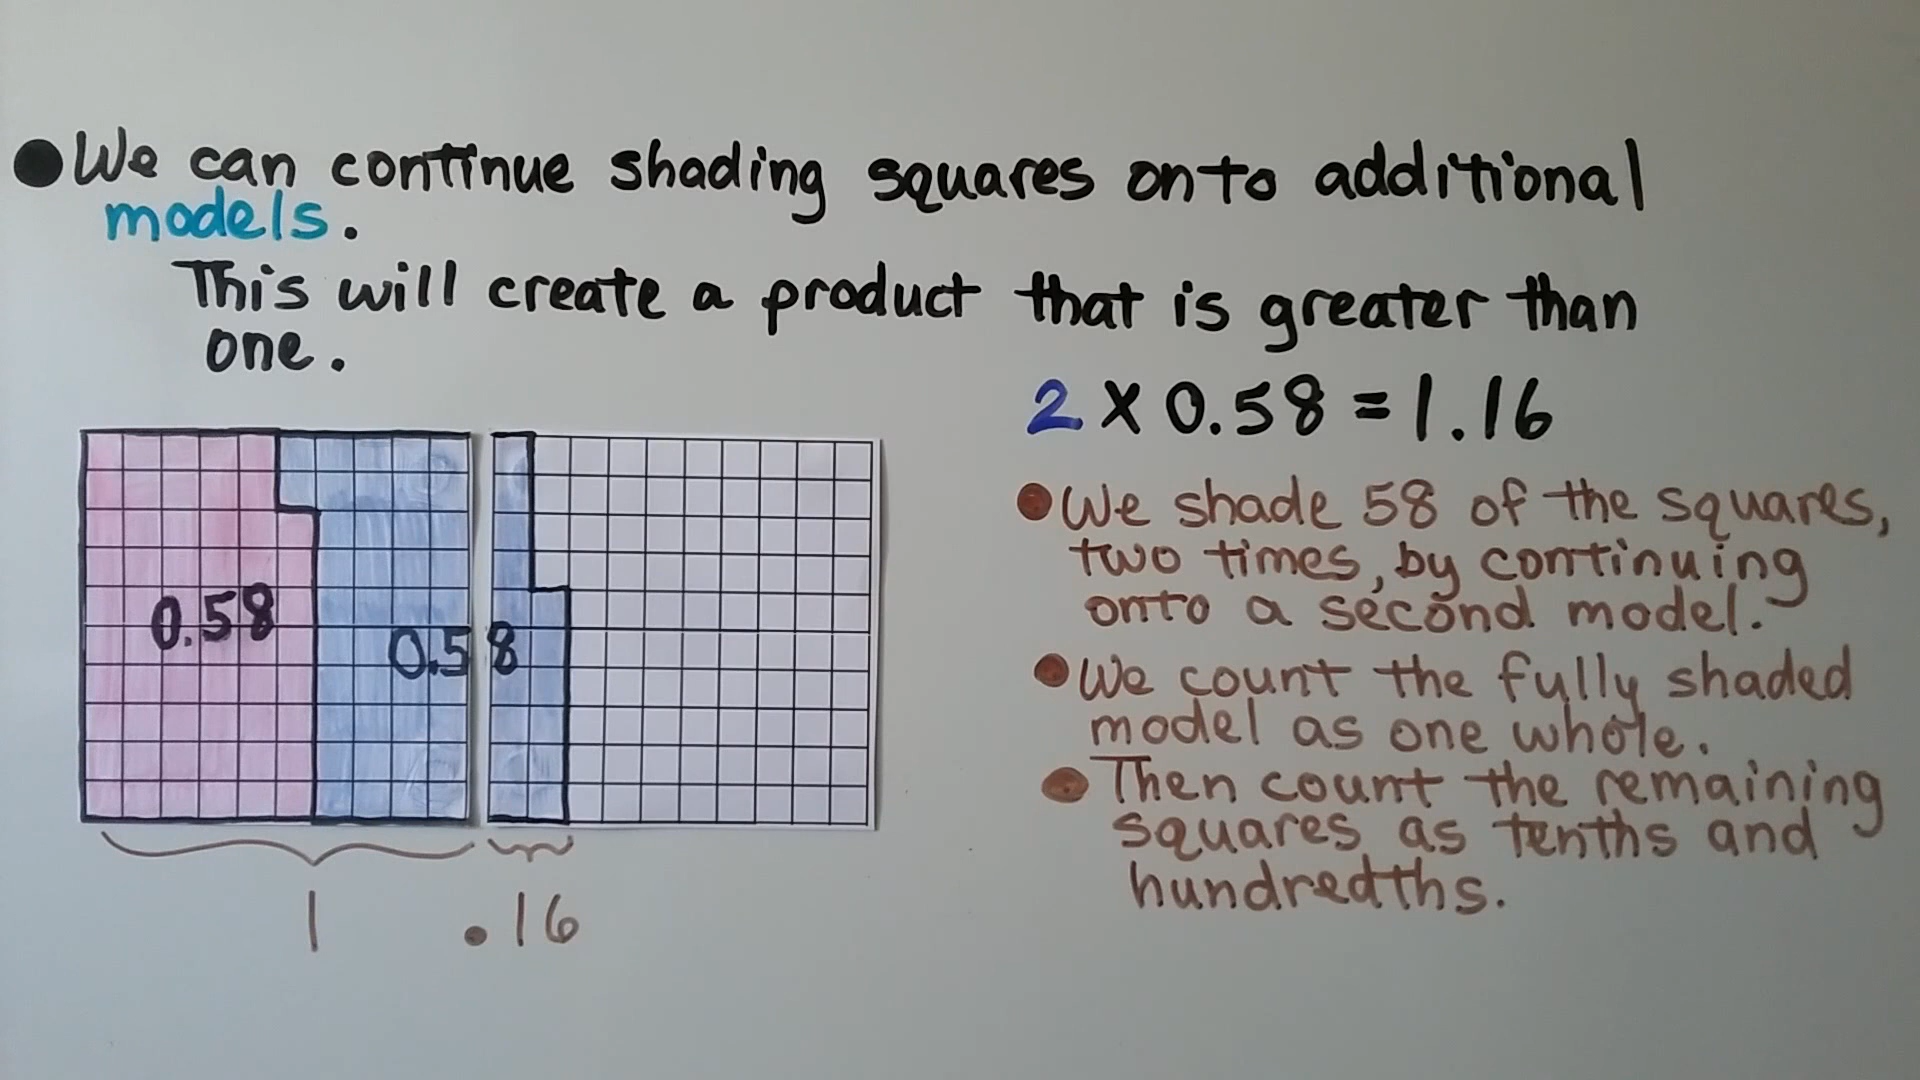 We can continue shading squares onto additional
models.
This will create a product that is greater than
one.
2 x 0.58 = 1.16
0.58
0.58
1 .16
We shade 58 of the squares,
two times, by continuing
onto a second model.
We count the fully shaded
model as one whole.
Then count the remaining
squares as tenths and
hundredths.